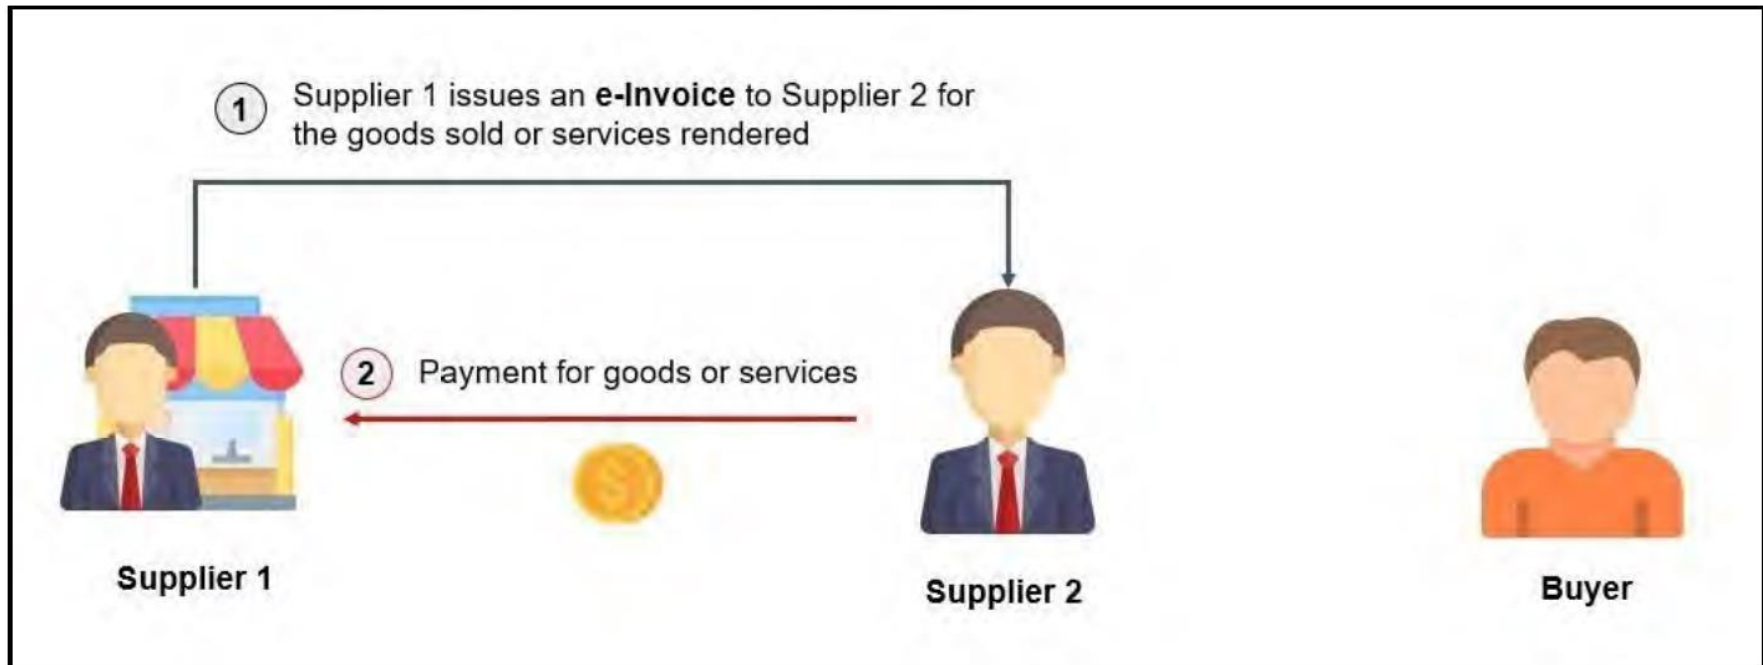 1
Supplier 1 issues an e-Invoice to Supplier 2 for
the goods sold or services rendered
2 Payment for goods or services
$
Supplier 1
Supplier 2
Buyer